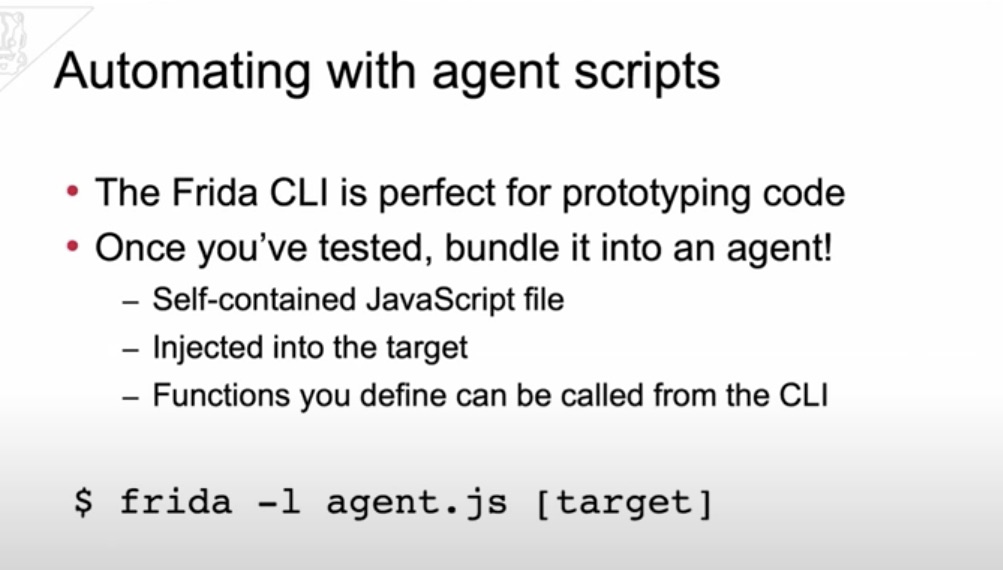 Automating with agent scripts
• The Frida CLI is perfect for prototyping code
• Once you’ve tested, bundle it into an agent!
– Self-contained JavaScript file
– Injected into the target
– Functions you define can be called from the CLI
$ frida -l agent.js [target]